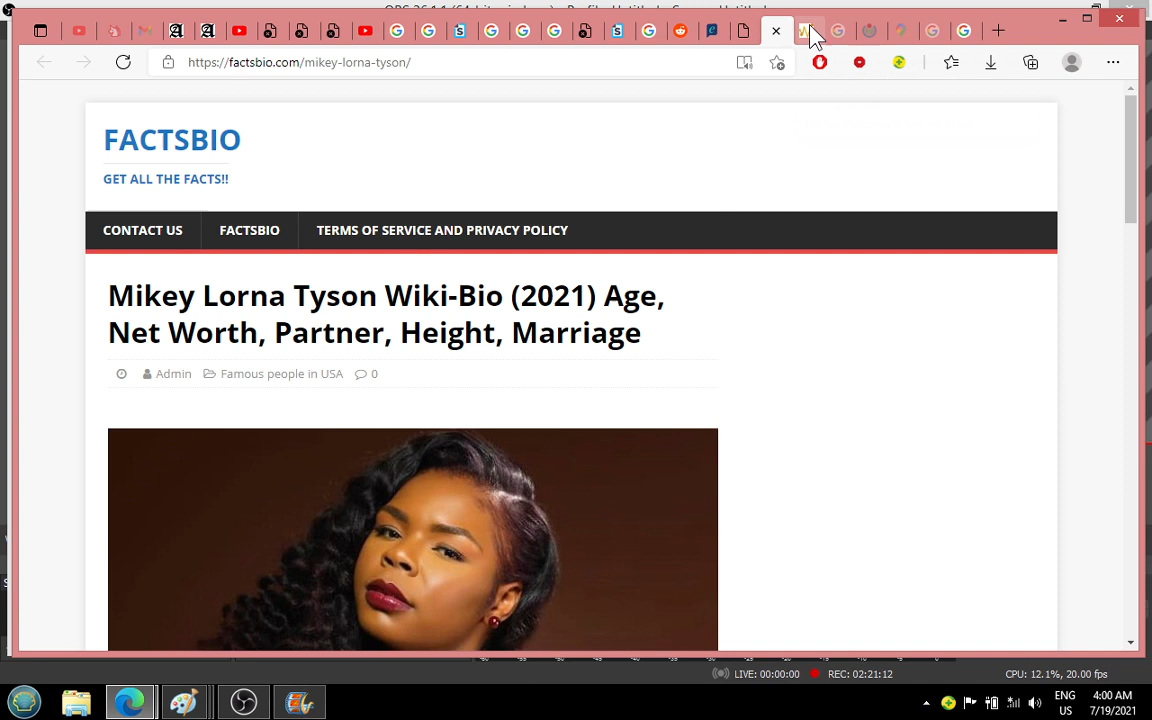 https://factsbio.com/mikey-lorna-tyson/
FACTSBIO
GET ALL THE FACTS!!
CONTACT US
FACTSBIO
TERMS OF SERVICE AND PRIVACY POLICY
Mikey Lorna Tyson Wiki-Bio (2021) Age,
Net Worth, Partner, Height, Marriage
Admin
Famous people in USA
0
LIVE: 00:00:00
REC: 02:21:12
CPU: 12.1%, 20.00 fps
ENG
US
4:00 AM
7/19/2021